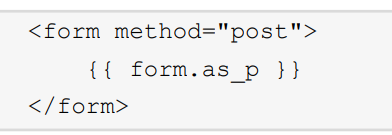 <form method="post">
    {{ form.as_p }}
</form>